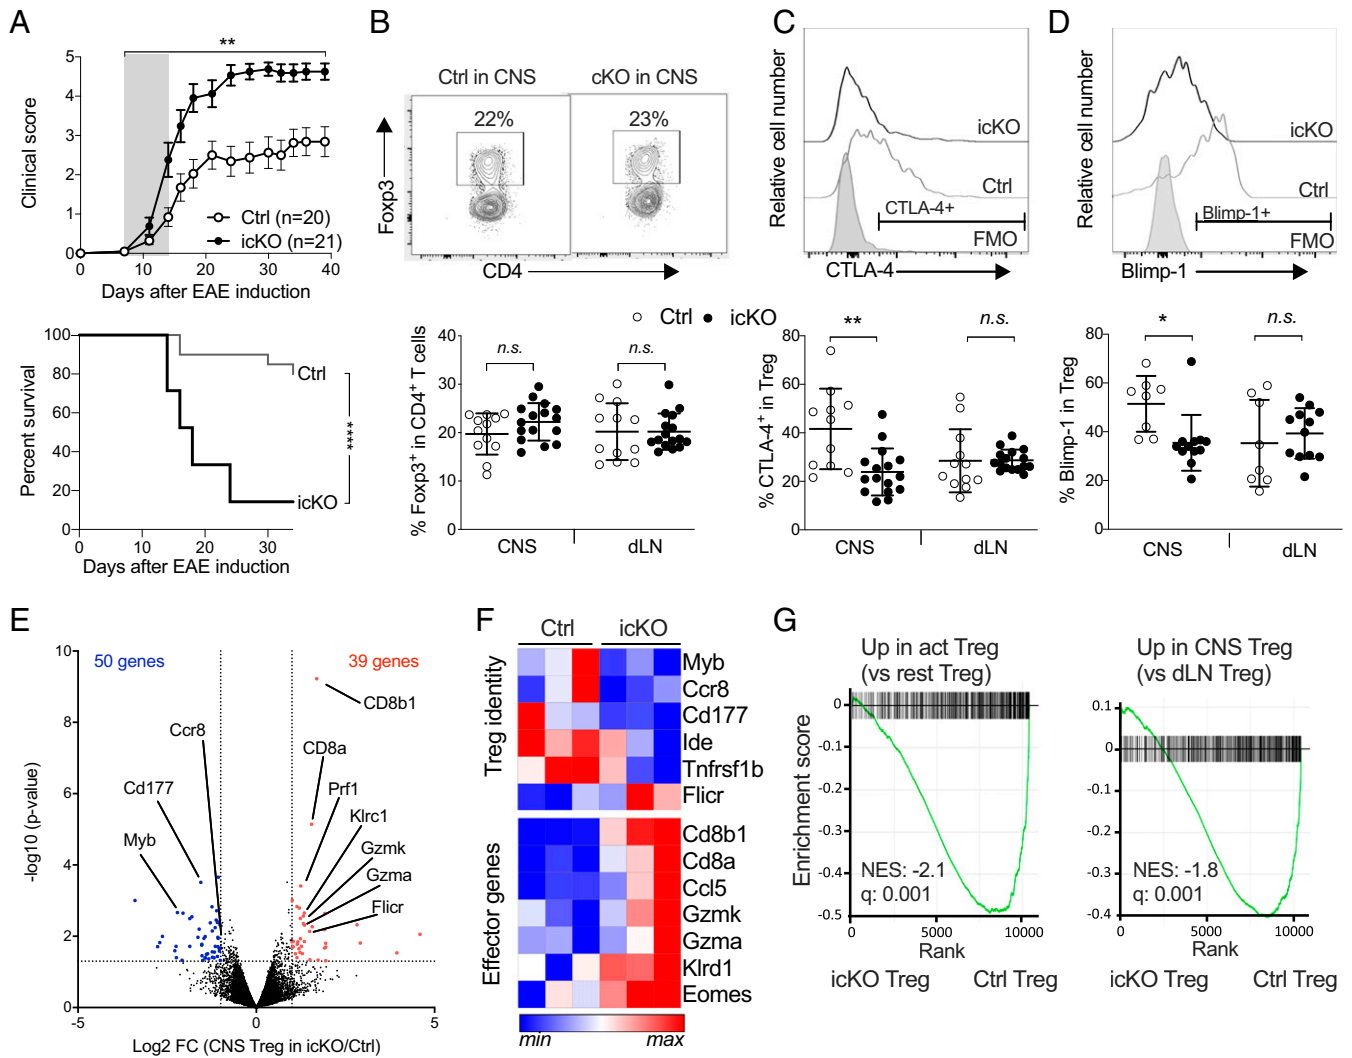 A
**
5
4
3
2
1
0
Clinical score
Ctrl (n=20)
icKO (n=21)
0 10 20 30 40
Days after EAE induction
100
80
60
40
20
0
Percent survival
Ctrl
****
icKO
0 10 20 30
Days after EAE induction
B
Ctrl in CNS cKO in CNS
22% 23%
Foxp3
CD4
Ctrl icKO
40
30
20
10
0
% Foxp3+ in CD4+ T cells
n.s. n.s.
CNS dLN
C
Relative cell number
icKO
Ctrl
CTLA-4+
FMO
CTLA-4
80
60
40
20
0
% CTLA-4+ in Treg
** n.s.
CNS dLN
D
Relative cell number
icKO
Ctrl
Blimp-1+
FMO
Blimp-1
80
60
40
20
0
% Blimp-1 in Treg
* n.s.
CNS dLN
E
10
8
6
4
2
0
-log10 (p-value)
50 genes 39 genes
CD8b1
Ccr8
CD8a
Cd177
Prf1
Klrc1
Myb
Gzmk
Gzma
Flicr
-5 0 5
Log2 FC (CNS Treg in icKO/Ctrl)
F
Ctrl icKO
Treg identity
Myb
Ccr8
Cd177
Ide
Tnfrsf1b
Flicr
Effector genes
Cd8b1
Cd8a
Ccl5
Gzmk
Gzma
Klrd1
Eomes
min max
G
Up in act Treg
(vs rest Treg)
Enrichment score
0
-0.1
-0.2
-0.3
-0.4
-0.5
NES: -2.1
q: 0.001
0 5000 10000
Rank
icKO Treg Ctrl Treg
Up in CNS Treg
(vs dLN Treg)
0.1
0
-0.1
-0.2
-0.3
-0.4
NES: -1.8
q: 0.001
0 5000 10000
Rank
icKO Treg Ctrl Treg